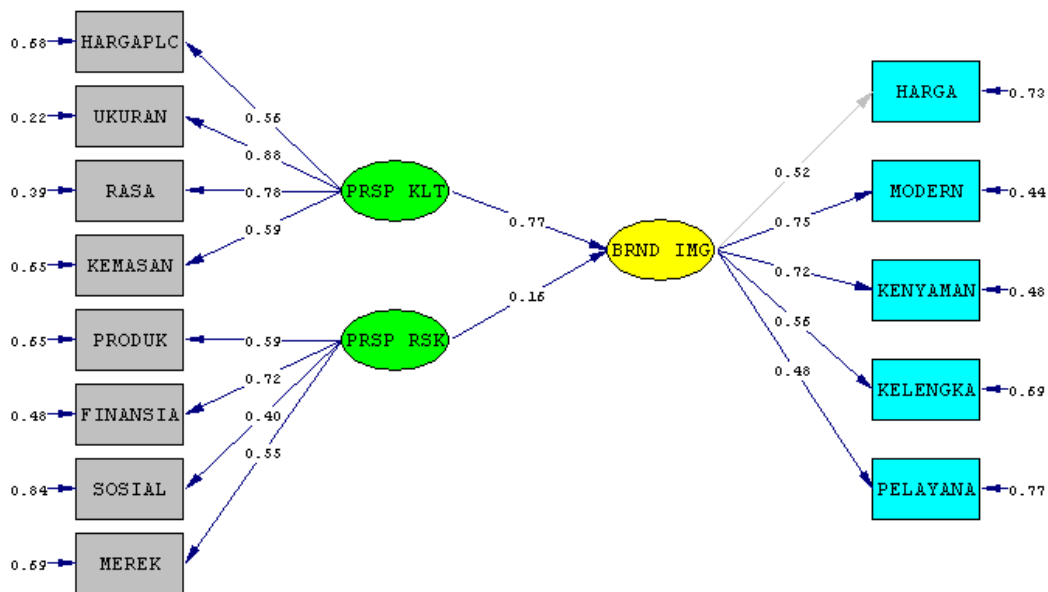 0.68 HARGAPLC
0.22 UKURAN
0.39 RASA
0.65 KEMASAN
0.65 PRODUK
0.48 FINANSIA
0.84 SOSIAL
0.69 MEREK
0.56
0.88
0.78
0.59
0.59
0.72
0.40
0.55
PRSP KLT
PRSP RSK
0.77
0.16
BRND IMG
0.52
0.75
0.72
0.56
0.48
HARGA 0.73
MODERN 0.44
KENYAMAN 0.48
KELENGKA 0.69
PELAYANA 0.77